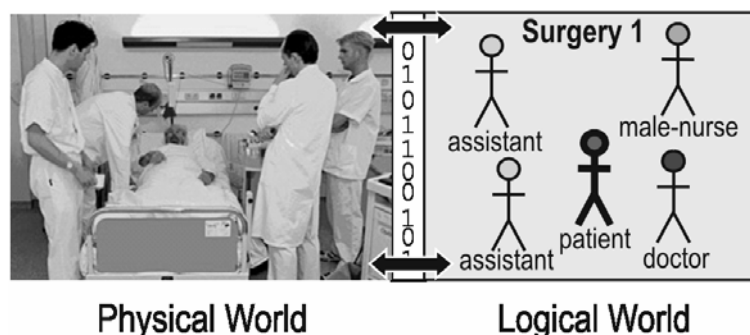 Surgery 1
assistant
male-nurse
assistant
patient
doctor
0
1
0
1
1
0
0
1
0
1
Physical World
Logical World